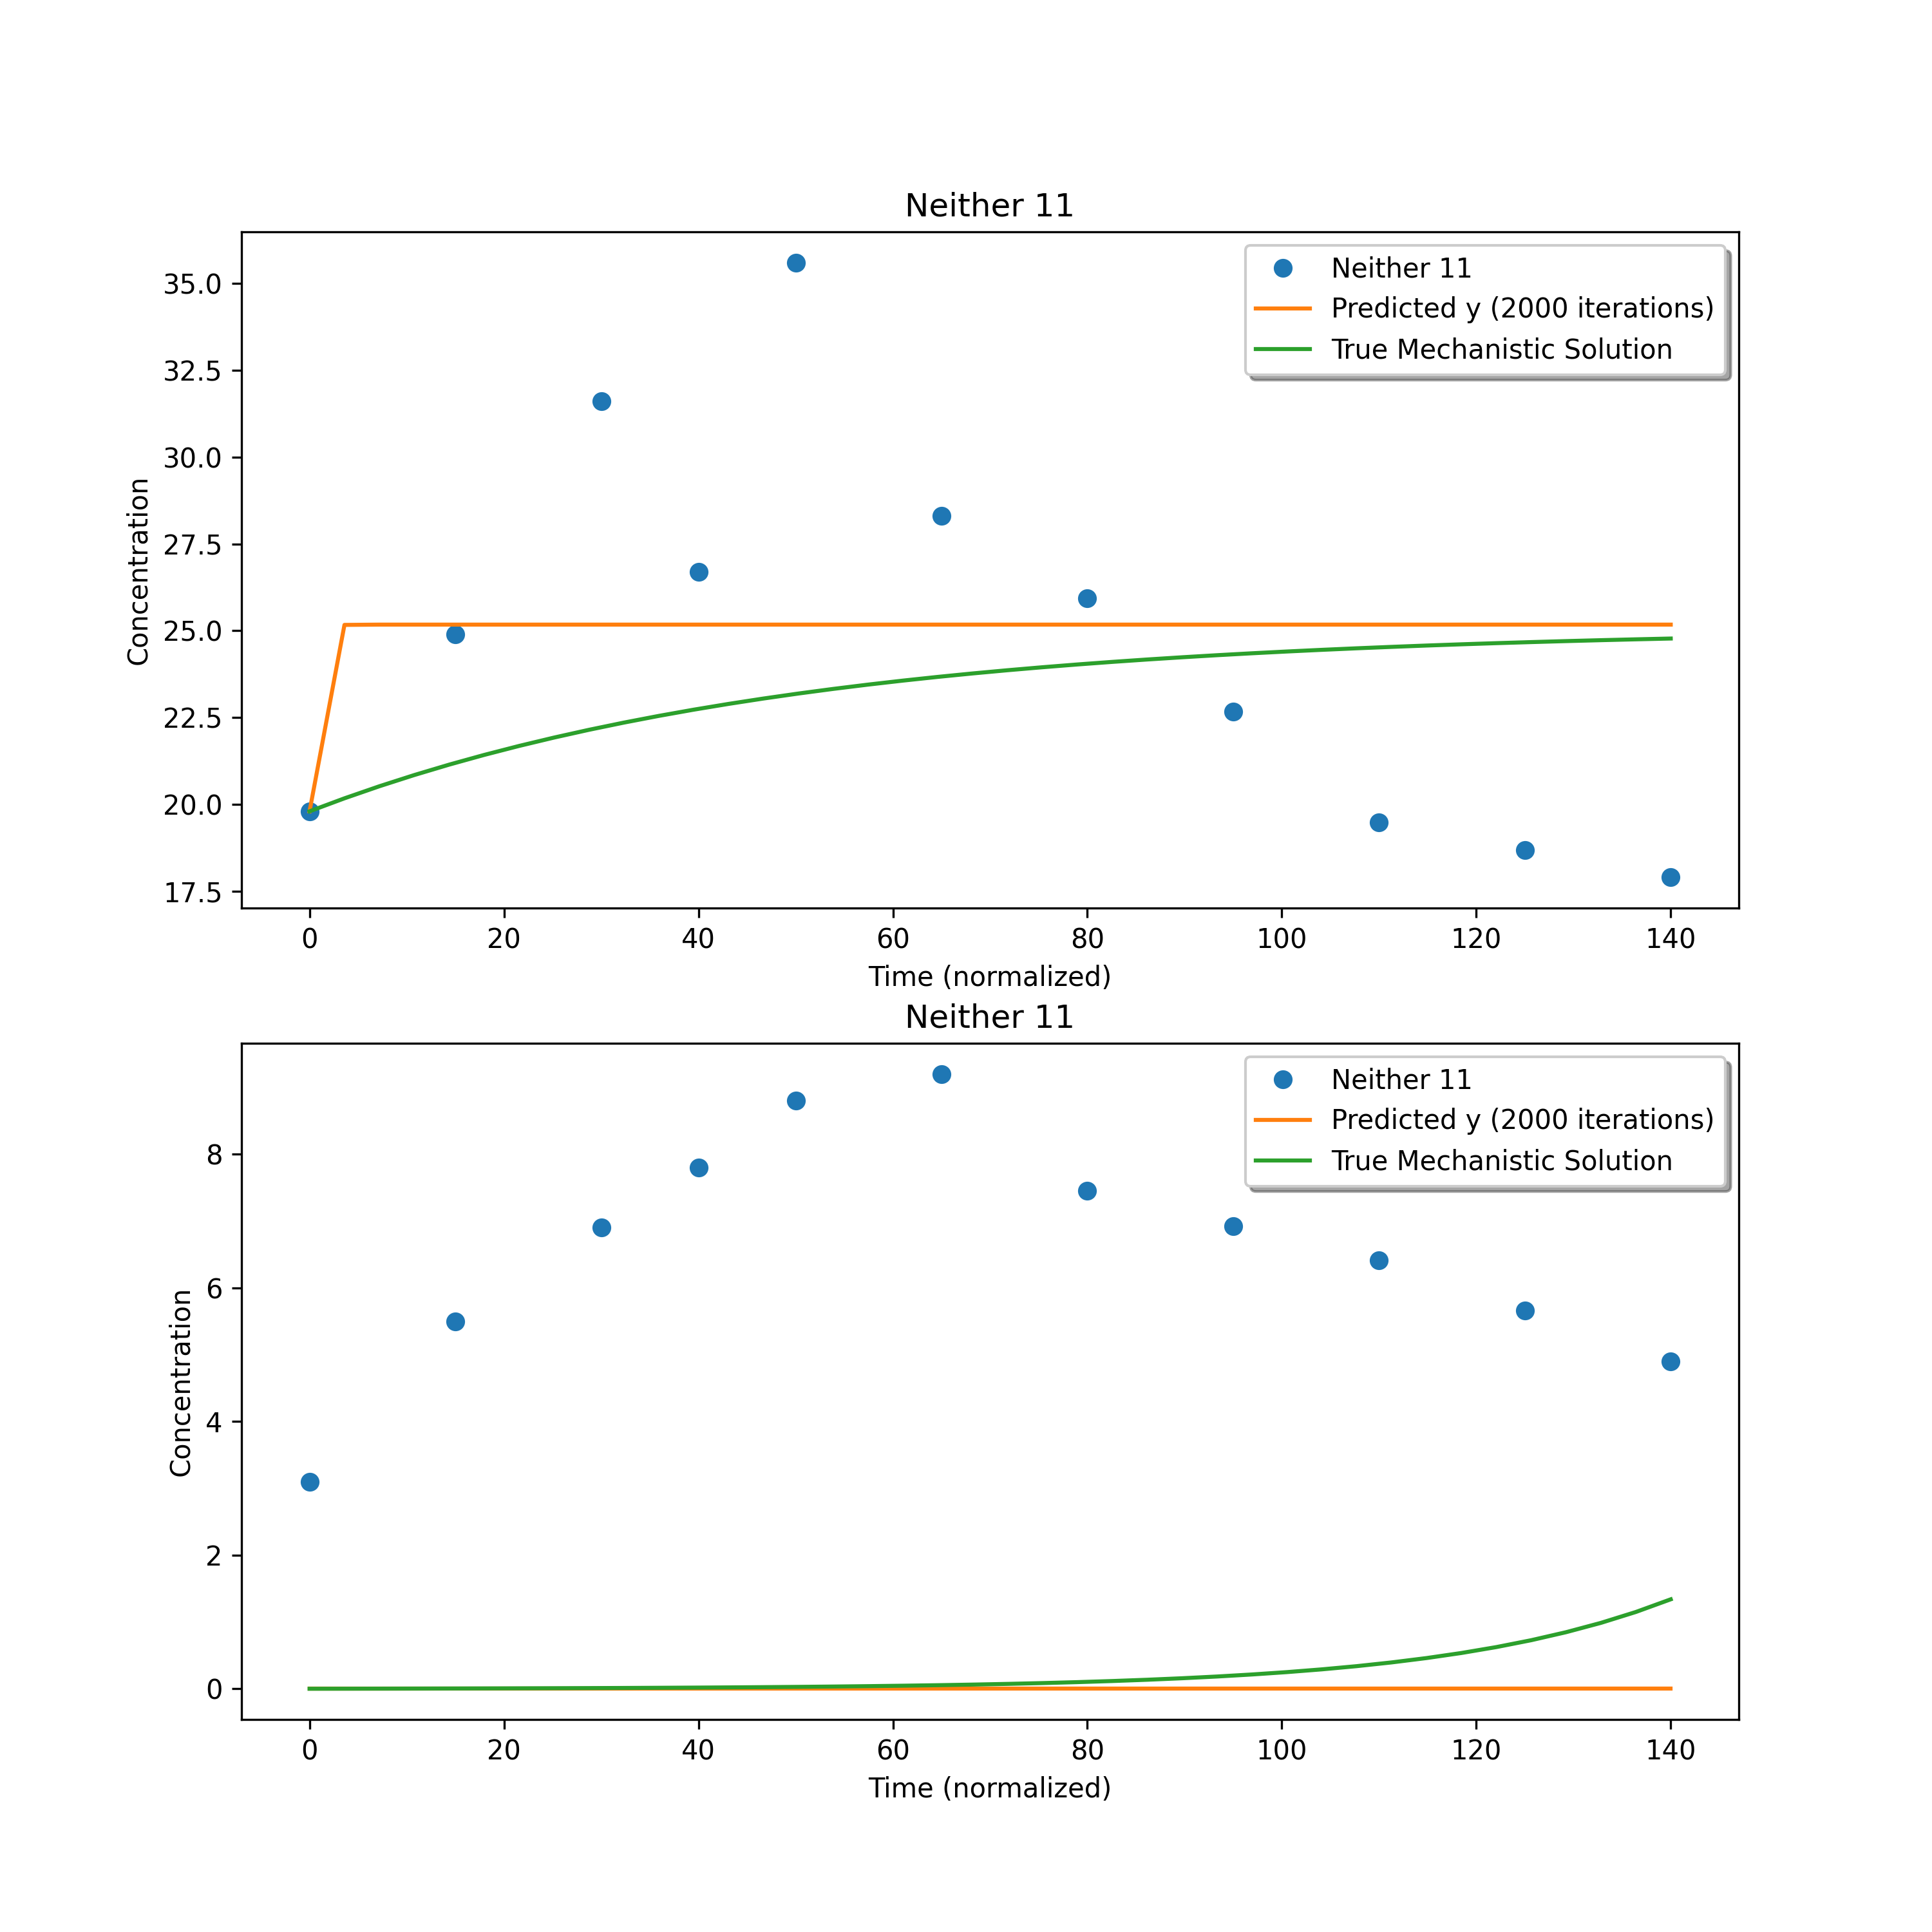 Neither 11
Neither 11
Predicted y (2000 iterations)
True Mechanistic Solution
Concentration
35.0
32.5
30.0
27.5
25.0
22.5
20.0
17.5
0 20 40 60 80 100 120 140
Time (normalized)
Neither 11
Neither 11
Predicted y (2000 iterations)
True Mechanistic Solution
Concentration
8
6
4
2
0
0 20 40 60 80 100 120 140
Time (normalized)